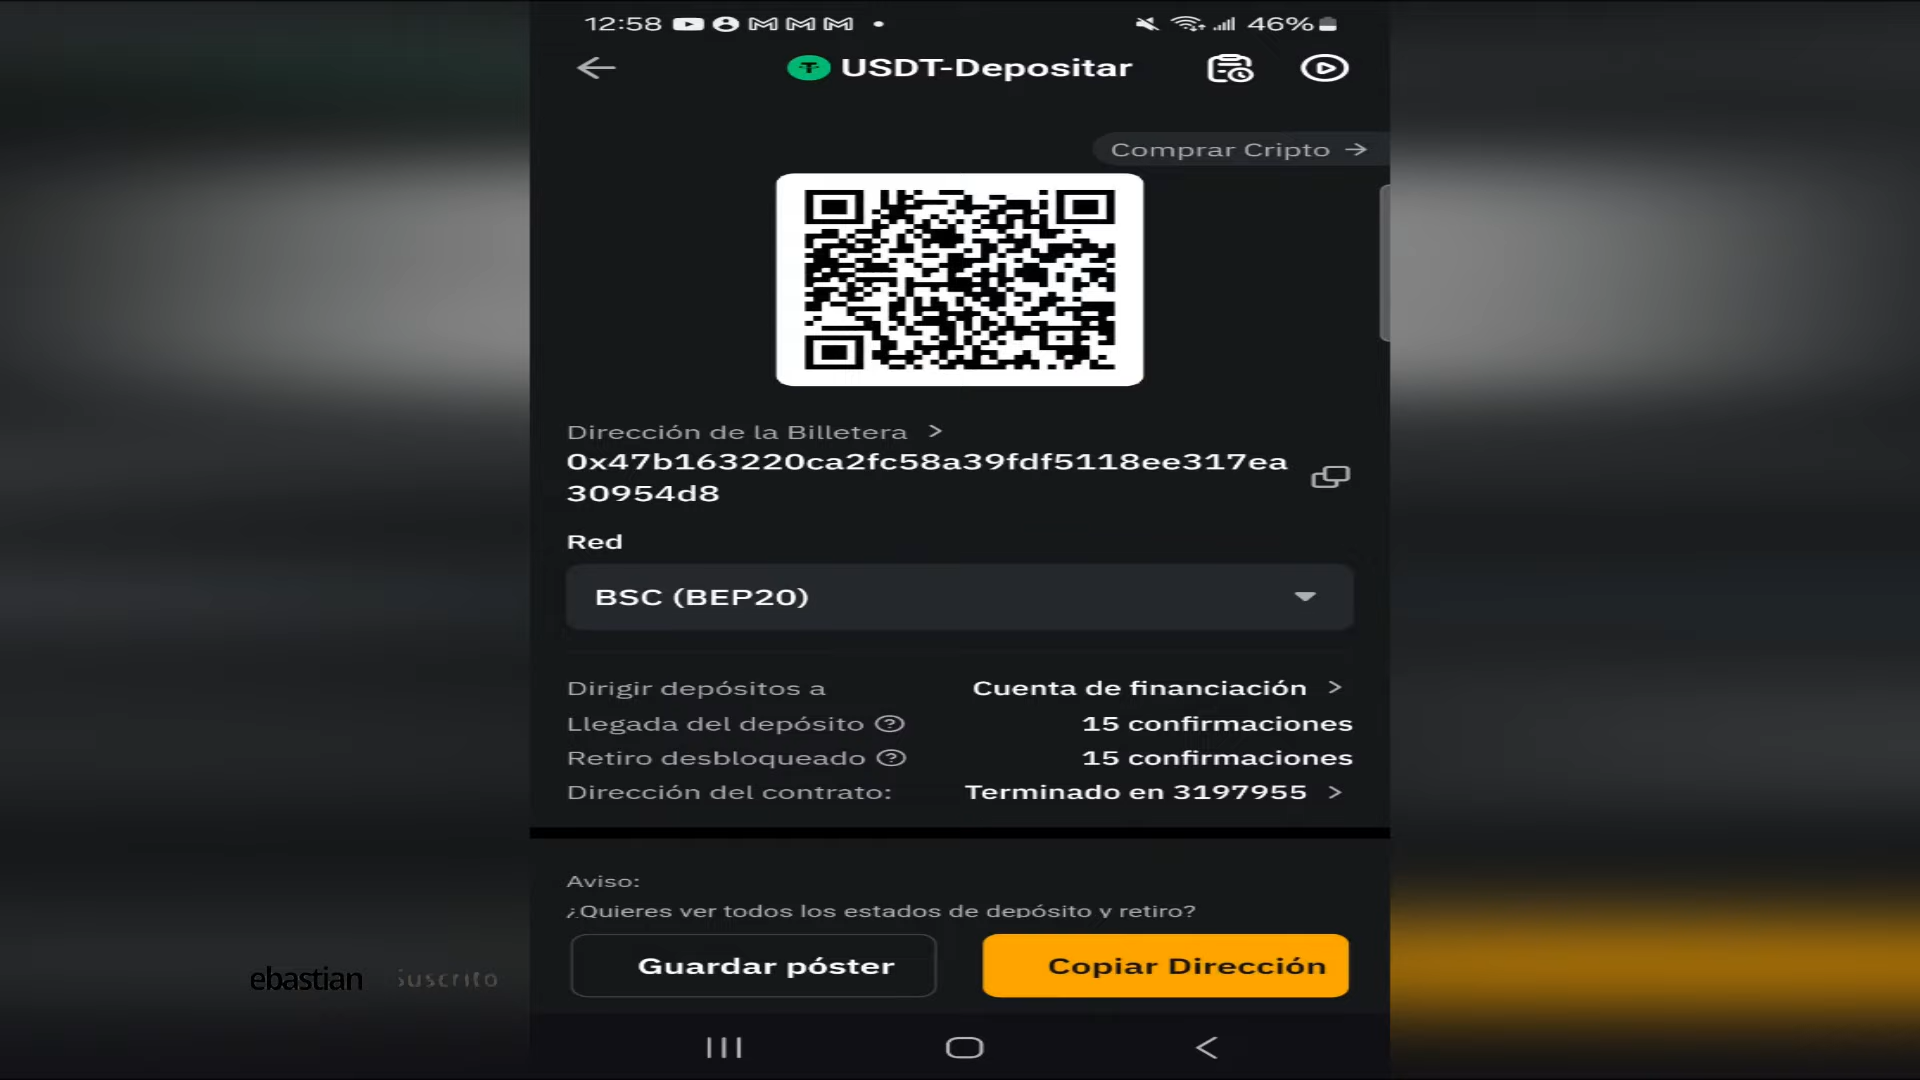 12:58
46%
USDT-Depositar
Comprar Cripto
Dirección de la Billetera
0x47b163220ca2fc58a39fdf5118ee317ea
30954d8
Red
BSC (BEP20)
Dirigir depósitos a Cuenta de financiación
Llegada del depósito 15 confirmaciones
Retiro desbloqueado 15 confirmaciones
Dirección del contrato: Terminado en 3197955
Aviso:
¿Quieres ver todos los estados de depósito y retiro?
Guardar póster
Copiar Dirección
ebastian
Suscrito